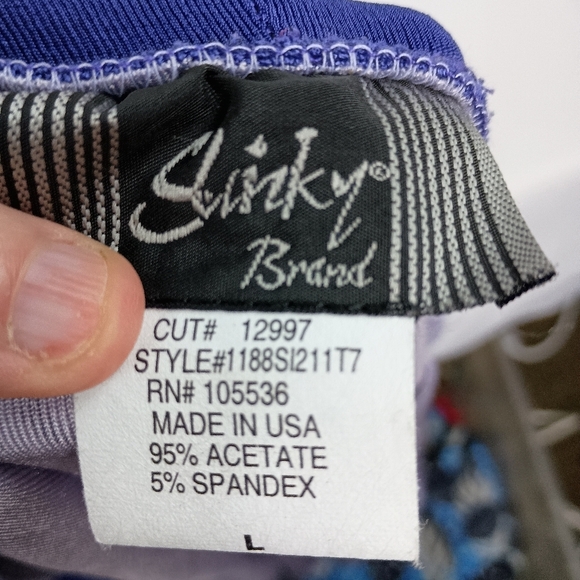 Slinky®
Brand
CUT# 12997
STYLE#1188SI211T7
RN# 105536
MADE IN USA
95% ACETATE
5% SPANDEX
L